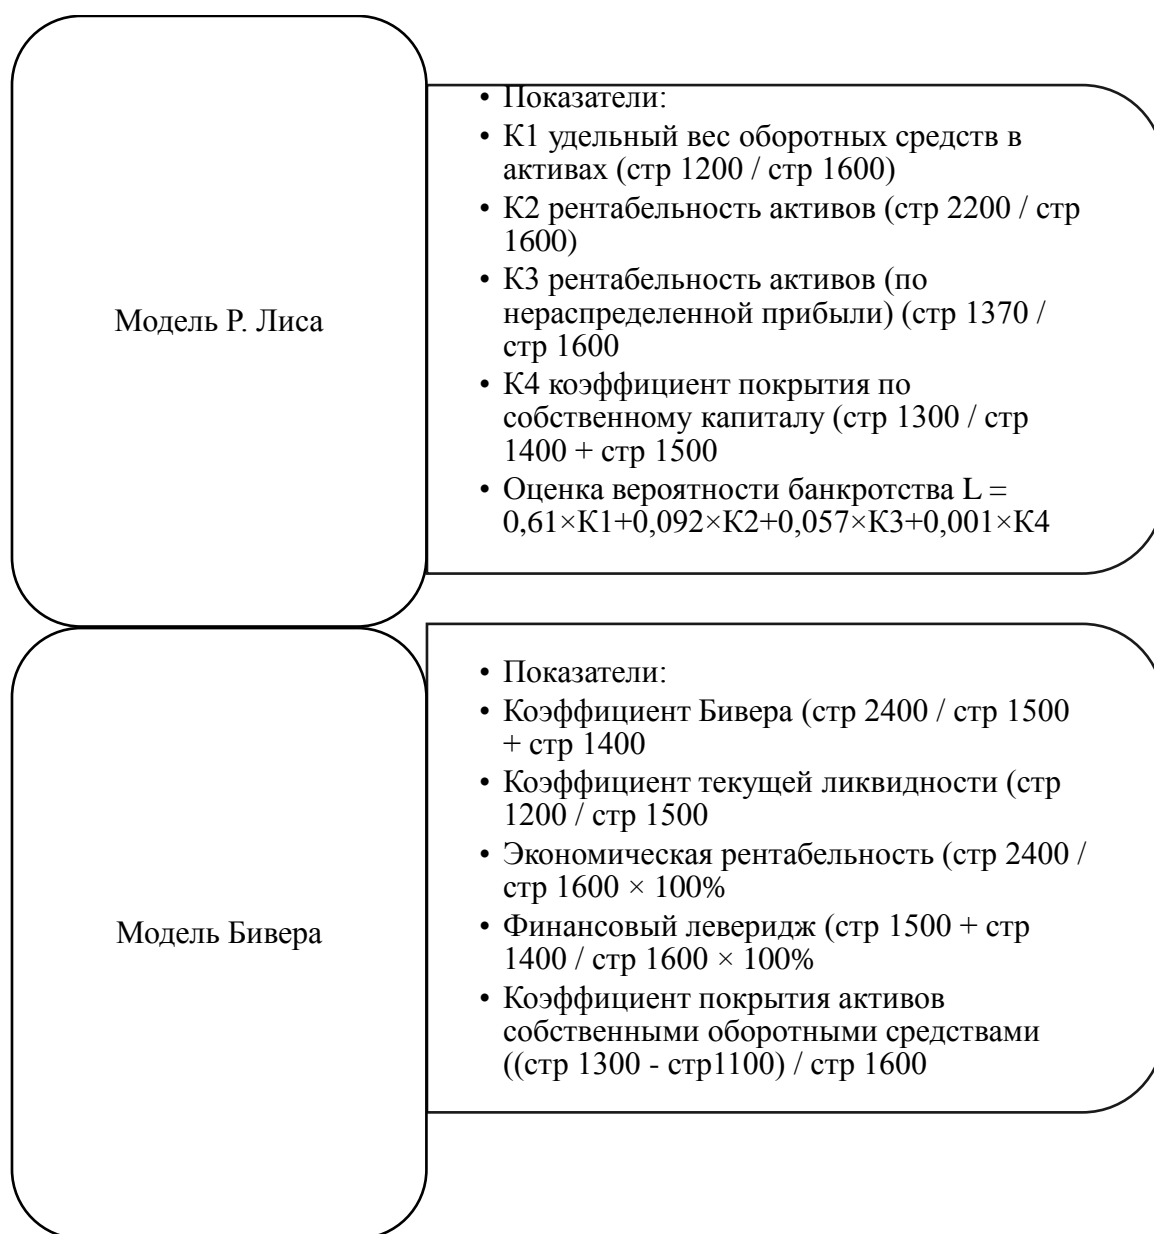 Модель Р. Лиса
• Показатели:
• К1 удельный вес оборотных средств в
активах (стр 1200 / стр 1600)
• К2 рентабельность активов (стр 2200 / стр
1600)
• К3 рентабельность активов (по
нераспределенной прибыли) (стр 1370 /
стр 1600
• К4 коэффициент покрытия по
собственному капиталу (стр 1300 / стр
1400 + стр 1500
• Оценка вероятности банкротства L =
0,61×К1+0,092×К2+0,057×К3+0,001×К4
Модель Бивера
• Показатели:
• Коэффициент Бивера (стр 2400 / стр 1500
+ стр 1400
• Коэффициент текущей ликвидности (стр
1200 / стр 1500
• Экономическая рентабельность (стр 2400 /
стр 1600 × 100%
• Финансовый леверидж (стр 1500 + стр
1400 / стр 1600 × 100%
• Коэффициент покрытия активов
собственными оборотными средствами
((стр 1300 - стр1100) / стр 1600